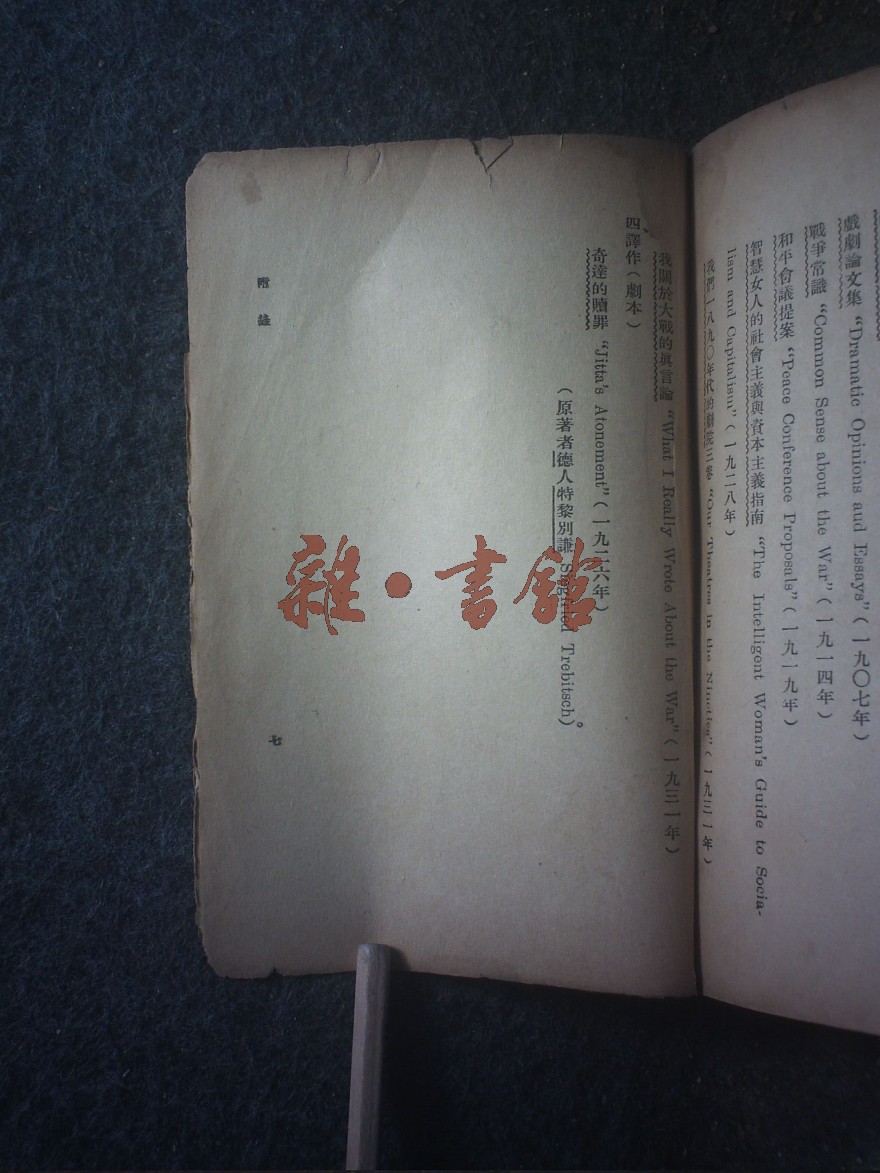 戲劇論文集 “Dramatic Opinions aud Essays”(一九〇七年)
戰爭常識 “Common Sense about the War”(一九一四年)
和平會議提案 “Peace Conference Proposals”(一九一九年)
智慧女人的社會主義與資本主義指南 “The Intelligent Woman's Guide to Socia-
lism and Capitalism”(一九二八年)
我們一八九〇年代的劇院三卷 “Our Theatres in the Nineties”(一九三一年)
我關於大戰的眞言論 “What I Really Wrote About the War”(一九三一年)
四譯作(劇本)
奇達的贖罪 “Jitta's Atonement”(一九二六年)
(原著者德人特黎別謙 Siegfried Trebitsch)。
附錄
七
雜·書館